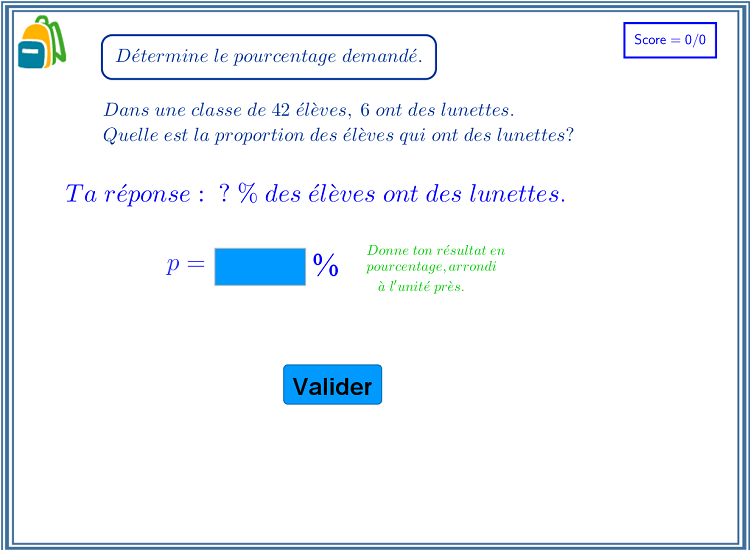 Détermine le pourcentage demandé.
Score = 0/0
Dans une classe de 42 élèves, 6 ont des lunettes.
Quelle est la proportion des élèves qui ont des lunettes?
Ta réponse : ? % des élèves ont des lunettes.
p = %
Donne ton résultat en
pourcentage, arrondi
à l'unité près.
Valider